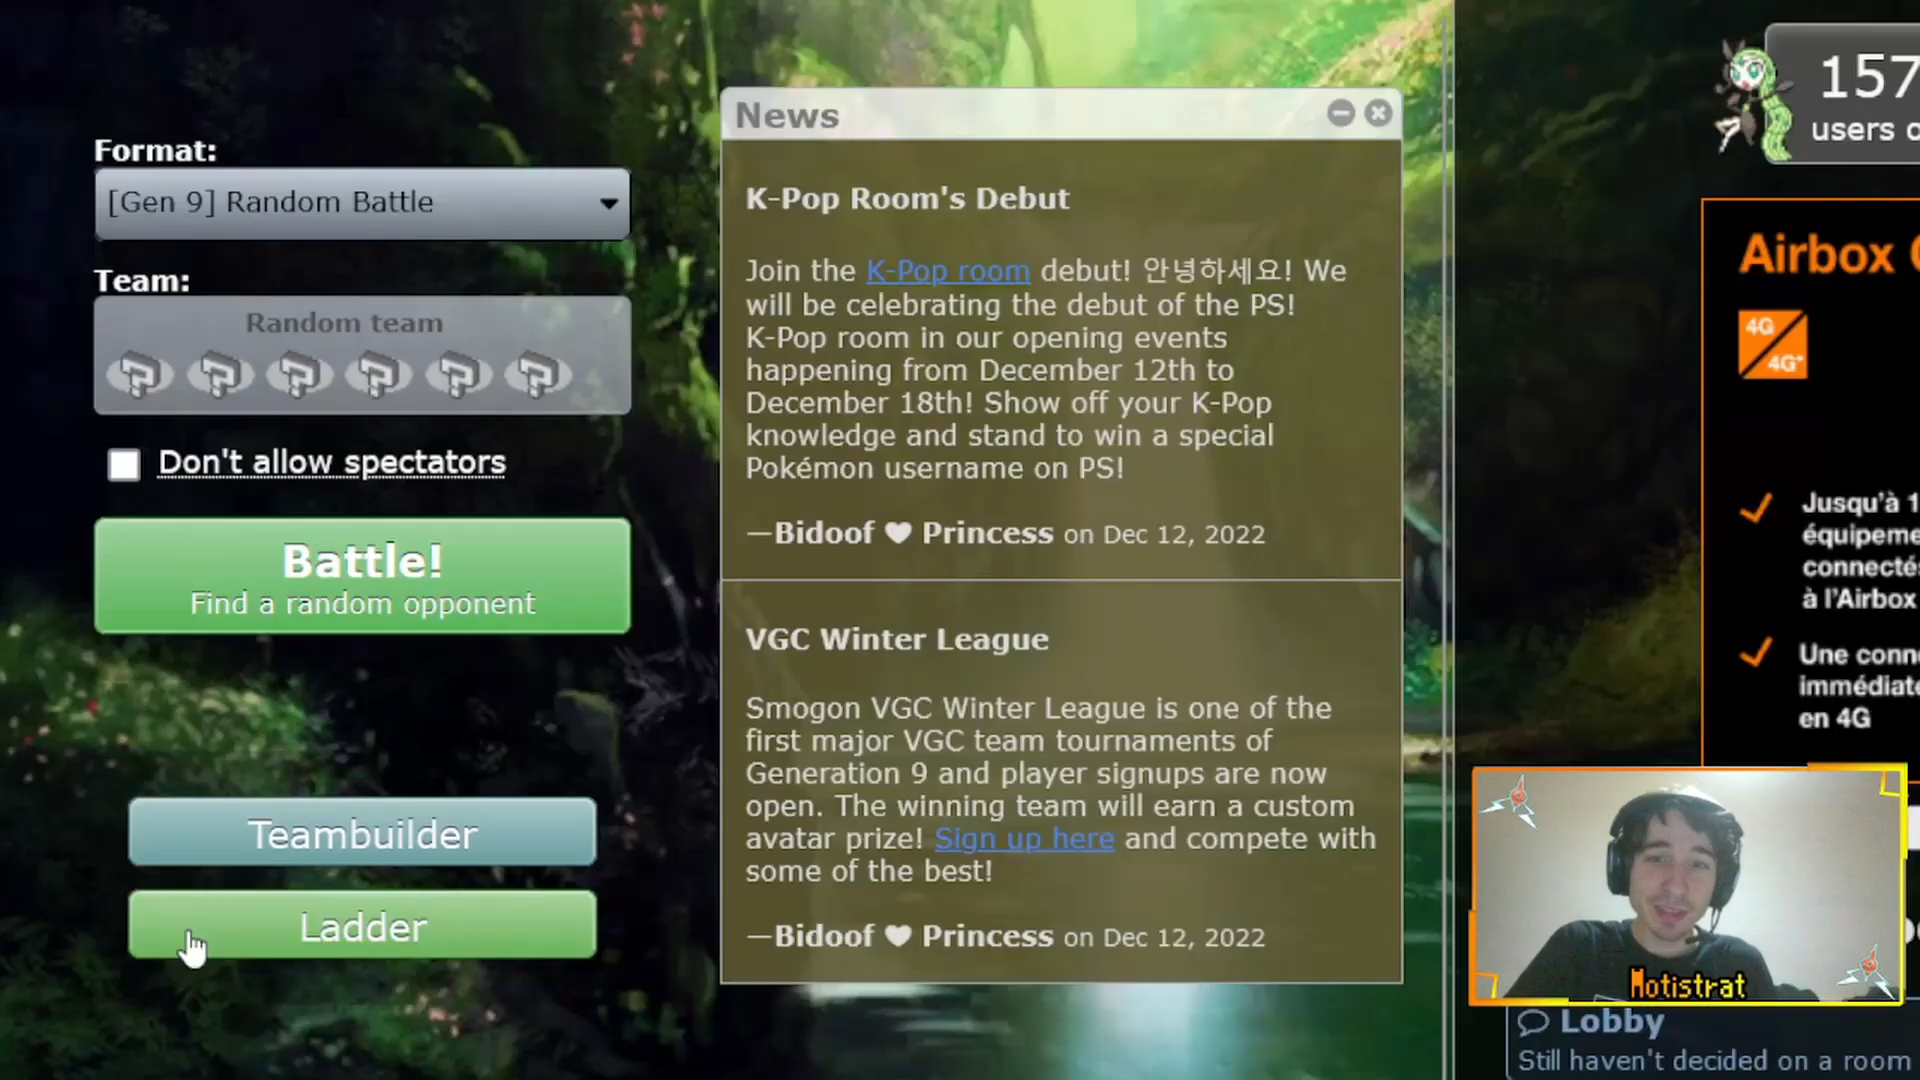 Format:
[Gen 9] Random Battle
Team:
Random team
Don't allow spectators
Battle!
Find a random opponent
Teambuilder
Ladder
News
K-Pop Room's Debut
Join the K-Pop room debut! 안녕하세요! We
will be celebrating the debut of the PS!
K-Pop room in our opening events
happening from December 12th to
December 18th! Show off your K-Pop
knowledge and stand to win a special
Pokémon username on PS!
—Bidoof ♥ Princess on Dec 12, 2022
VGC Winter League
Smogon VGC Winter League is one of the
first major VGC team tournaments of
Generation 9 and player signups are now
open. The winning team will earn a custom
avatar prize! Sign up here and compete with
some of the best!
—Bidoof ♥ Princess on Dec 12, 2022
157
users
Airbox
4G
4G+
Jusqu'à 1
équipeme
connectés
à l'Airbox
Une conn
immédiate
en 4G
Motistrat
Lobby
Still haven't decided on a room